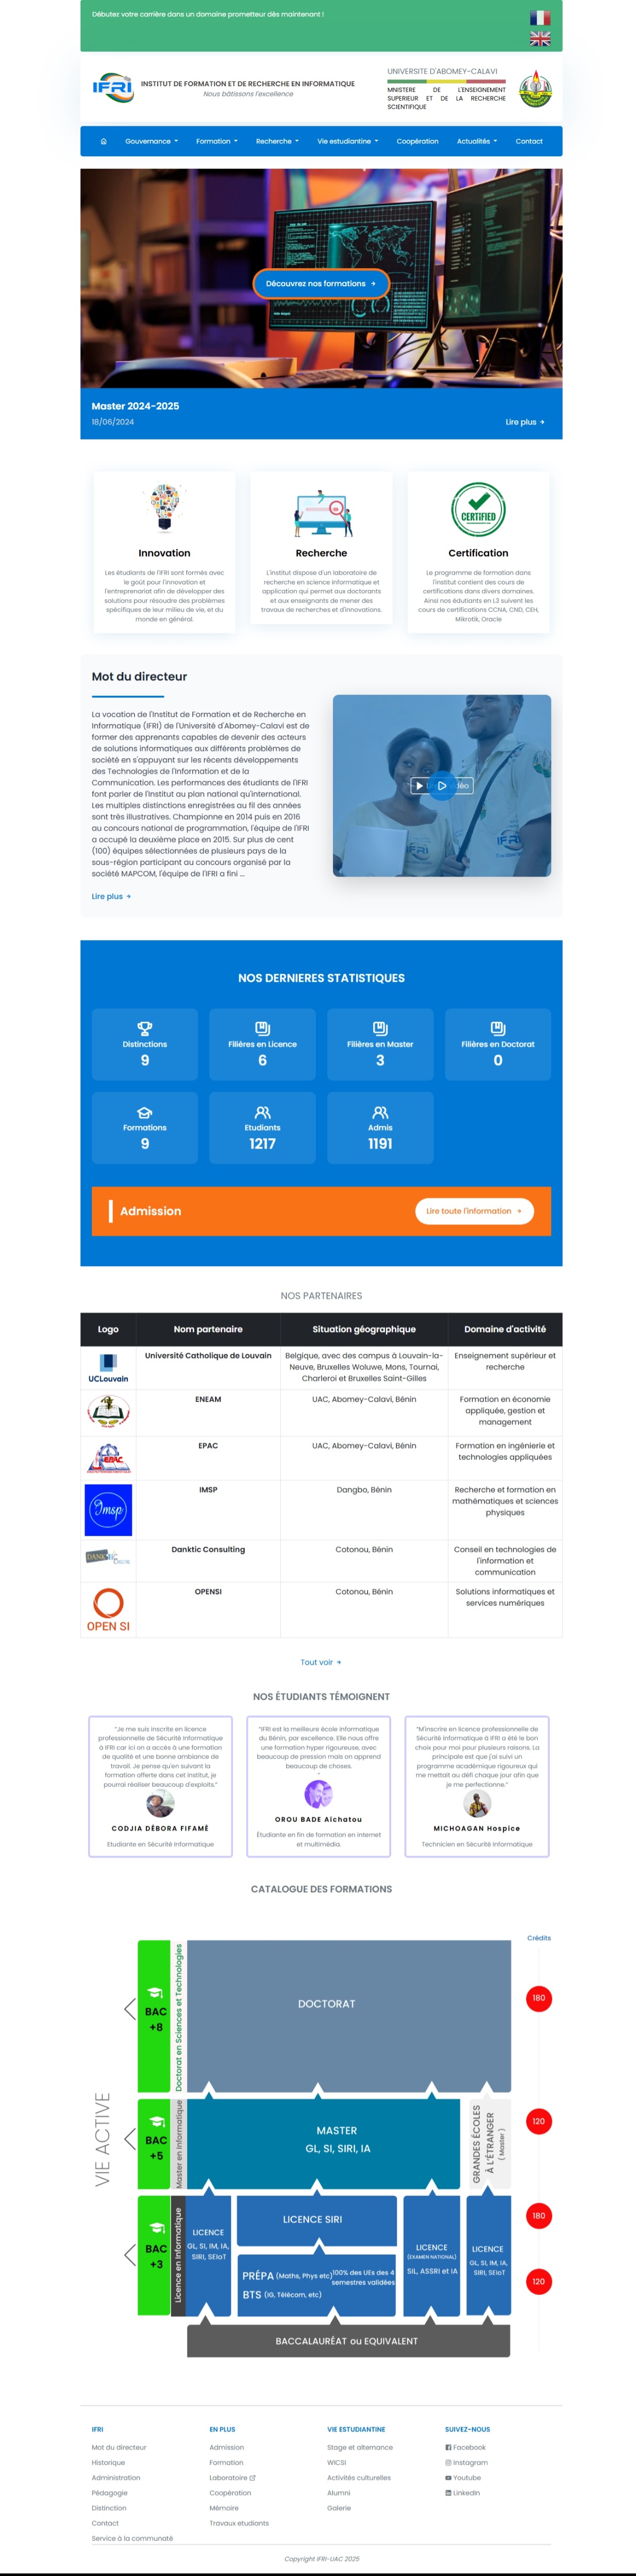 Débutez votre carrière dans un domaine prometteur dès maintenant !
IFRI
INSTITUT DE FORMATION ET DE RECHERCHE EN INFORMATIQUE
Nous bâtissons l'excellence
UNIVERSITE D'ABOMEY-CALAVI
MINISTERE DE L'ENSEIGNEMENT
SUPERIEUR ET DE LA RECHERCHE
SCIENTIFIQUE
Gouvernance Formation Recherche Vie estudiantine Coopération Actualités Contact
Découvrez nos formations
Master 2024-2025
18/06/2024
Lire plus
CERTIFIED
Innovation
Les étudiants de l'IFRI sont formés avec
le goût pour l'innovation et
l'entreprenariat afin de développer des
solutions pour résoudre des problèmes
spécifiques de leur milieu de vie, et du
monde en général.
Recherche
L'institut dispose d'un laboratoire de
recherche en science informatique et
application qui permet aux doctorants
et aux enseignants de mener des
travaux de recherches et d'innovations.
Certification
Le programme de formation dans
l'institut contient des cours de
certifications dans divers domaines.
Ainsi nos édutiants en L3 suivent les
cours de certifications CCNA, CND, CEH,
Mikrotik, Oracle
Mot du directeur
La vocation de l'Institut de Formation et de Recherche en
Informatique (IFRI) de l'Université d'Abomey-Calavi est de
former des apprenants capables de devenir des acteurs
de solutions informatiques aux différents problèmes de
société en s'appuyant sur les récents développements
des Technologies de l'Information et de la
Communication. Les performances des étudiants de l'IFRI
font parler de l'institut au plan national qu'international.
Les multiples distinctions enregistrées au fil des années
sont très illustratives. Championne en 2014 puis en 2016
au concours national de programmation, l'équipe de l'IFRI
a occupé la deuxième place en 2015. Sur plus de cent
(100) équipes sélectionnées de plusieurs pays de la
sous-région participant au concours organisé par la
société MAPCOM, l'équipe de l'IFRI a fini ...
Lire plus
IFRI
IFRI
NOS DERNIERES STATISTIQUES
Distinctions
9
Filières en Licence
6
Filières en Master
3
Filières en Doctorat
0
Formations
9
Etudiants
1217
Admis
1191
Admission
Lire toute l'information
NOS PARTENAIRES
Logo Nom partenaire Situation géographique Domaine d'activité
UCLouvain
Université Catholique de Louvain
Belgique, avec des campus à Louvain-la-
Neuve, Bruxelles Woluwe, Mons, Tournai,
Charleroi et Bruxelles Saint-Gilles
Enseignement supérieur et
recherche
ENEAM
UAC, Abomey-Calavi, Bénin
Formation en économie
appliquée, gestion et
management
EPAC
EPAC
UAC, Abomey-Calavi, Bénin
Formation en ingénierie et
technologies appliquées
Imsp
IMSP
Dangbo, Bénin
Recherche et formation en
mathématiques et sciences
physiques
Danktic Consulting
Cotonou, Bénin
Conseil en technologies de
l'information et
communication
OPEN SI
OPENSI
Cotonou, Bénin
Solutions informatiques et
services numériques
Tout voir
NOS ÉTUDIANTS TÉMOIGNENT
"Je me suis inscrite en licence
professionnelle de Sécurité Informatique
à IFRI car ici on a accès à une formation
de qualité et une bonne ambiance de
travail. Je pense qu'en suivant la
formation offerte dans cet institut, je
pourrai réaliser beaucoup d'exploits."
CODJIA DÉBORA FIFAMÈ
Etudiante en Sécurité Informatique
"IFRI est la meilleure école informatique
du Bénin, par excellence. Elle nous offre
une formation hyper rigoureuse, avec
beaucoup de pression mais on apprend
beaucoup de choses.
"
OROU BADE Aichatou
Étudiante en fin de formation en internet
et multimédia.
"M'inscrire en licence professionnelle de
Sécurité informatique à IFRI a été le bon
choix pour moi pour plusieurs raisons. La
principale est que j'ai suivi un
programme académique rigoureux qui
me mettait au défi chaque jour afin que
je me perfectionne."
MICHOAGAN Hospice
Technicien en Sécurité Informatique
CATALOGUE DES FORMATIONS
Crédits
VIE ACTIVE
BAC
+8
Doctorat en Sciences et Technologies
DOCTORAT
180
BAC
+5
Master en Informatique
MASTER
GL, SI, SIRI, IA
GRANDES ÉCOLES
À L'ÉTRANGER
( Master )
120
BAC
+3
Licence en Informatique
LICENCE
GL, SI, IM, IA,
SIRI, SEIoT
LICENCE SIRI
PRÉPA (Maths, Phys etc)
BTS (IG, Télécom, etc)
100% des UEs des 4
semestres validées
LICENCE
(EXAMEN NATIONAL)
SIL, ASSRI et IA
LICENCE
GL, SI, IM, IA,
SIRI, SEIoT
180
120
BACCALAURÉAT ou EQUIVALENT
IFRI
Mot du directeur
Historique
Administration
Pédagogie
Distinction
Contact
Service à la communaté
EN PLUS
Admission
Formation
Laboratoire
Coopération
Mémoire
Travaux etudiants
VIE ESTUDIANTINE
Stage et alternance
WICSI
Activités culturelles
Alumni
Galerie
SUIVEZ-NOUS
Facebook
Instagram
Youtube
LinkedIn
Copyright IFRI-UAC 2025